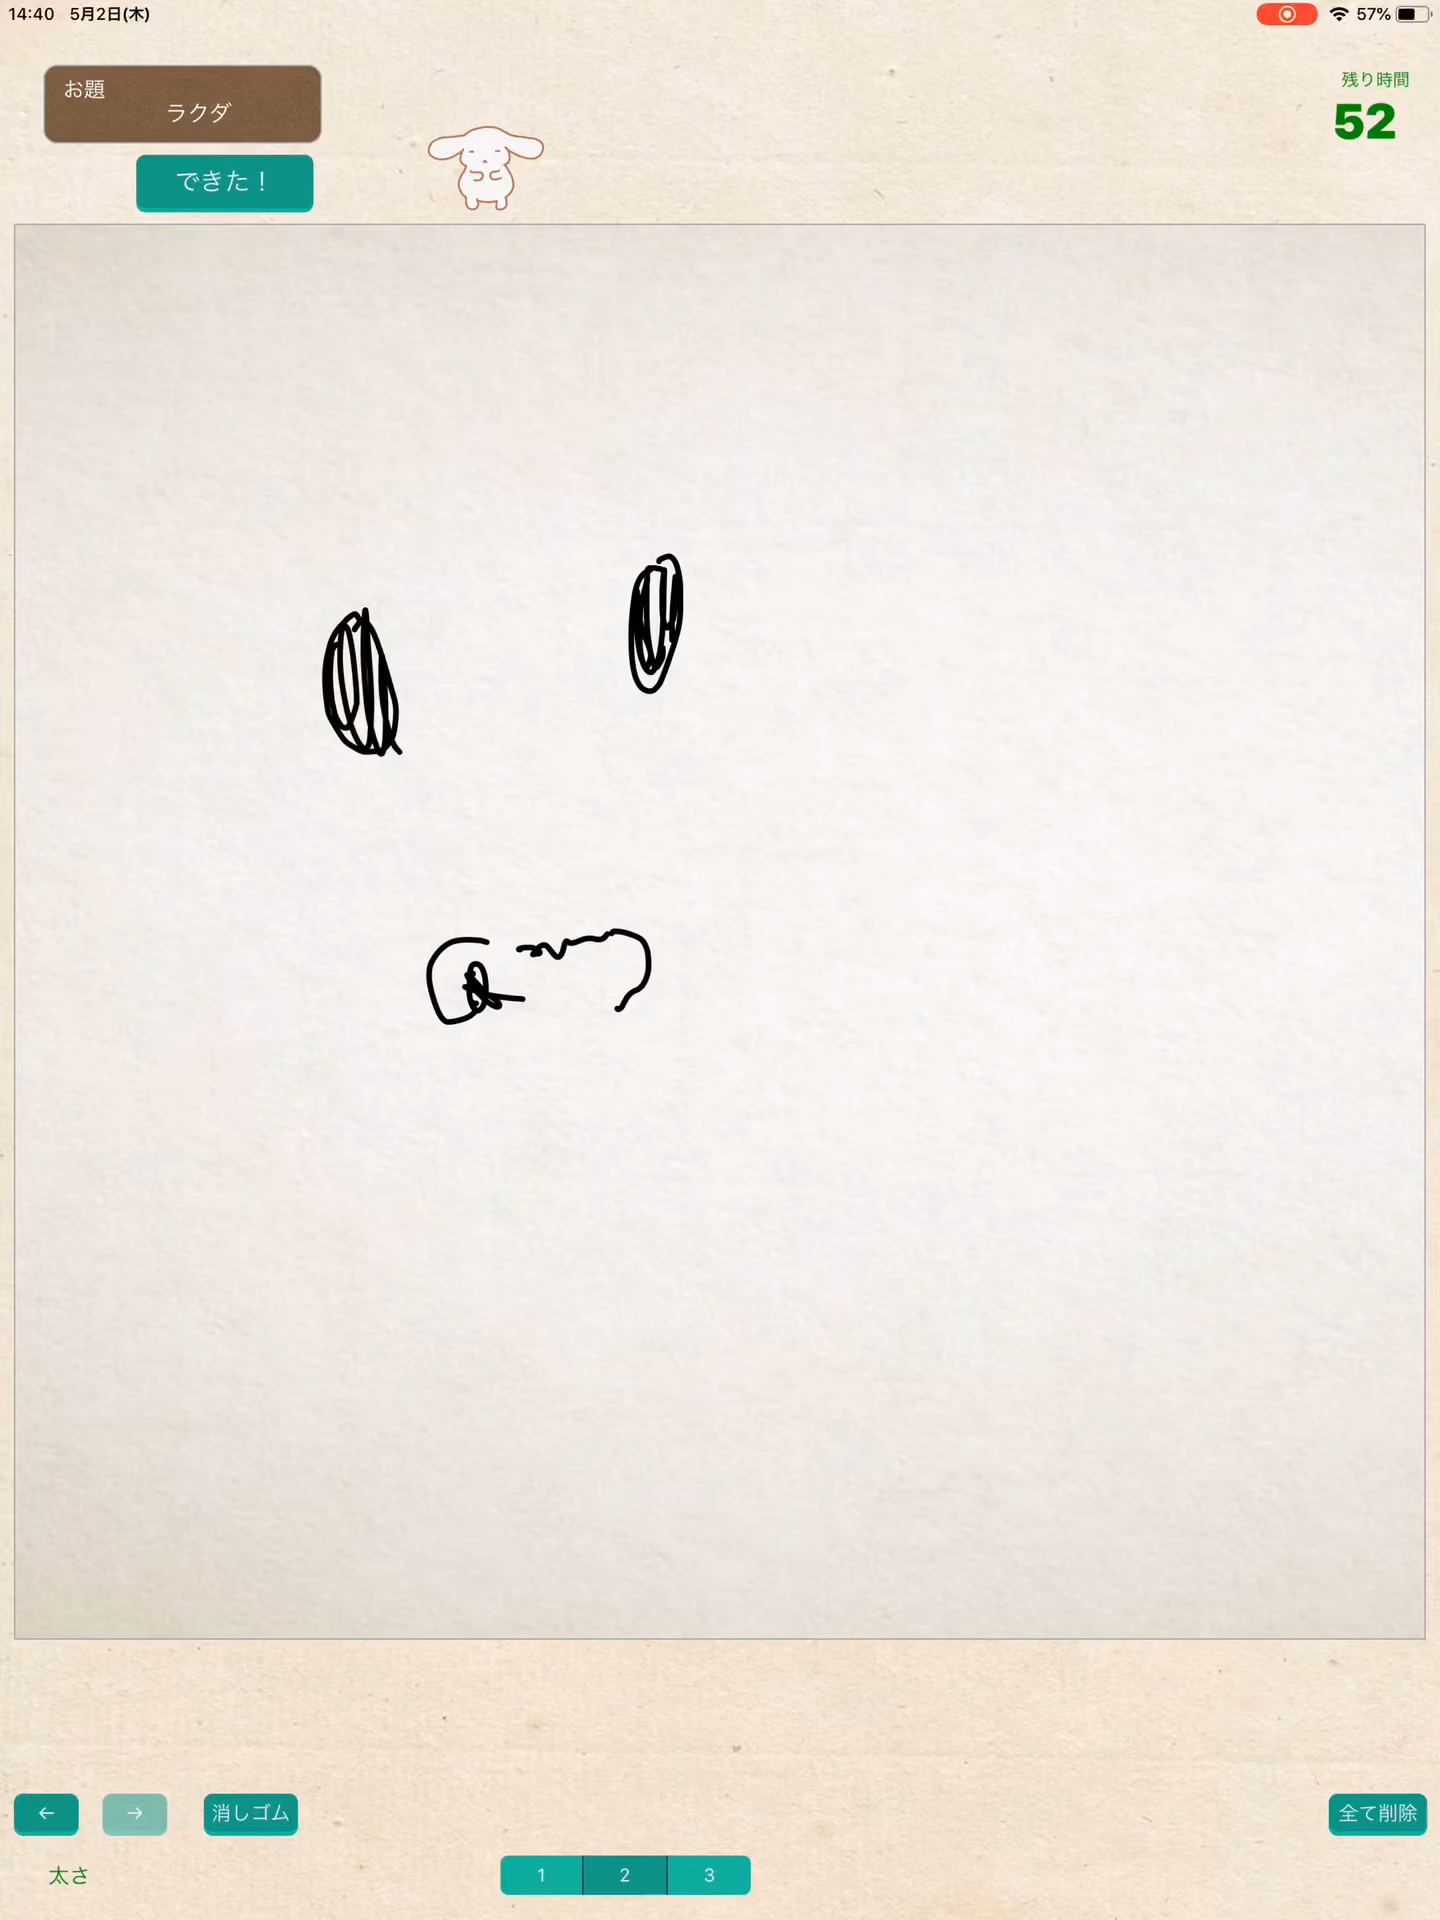 14:40 5月2日(木)
57%
お題
ラクダ
残り時間
52
できた！
← → 消しゴム 全て削除
太さ 1 2 3